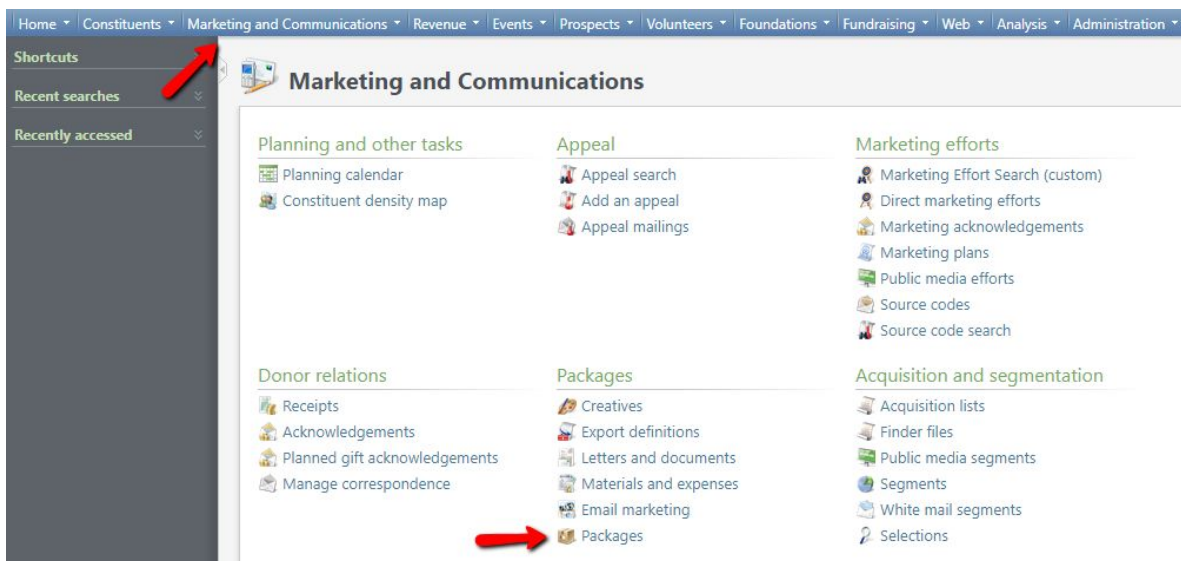 Home Constituents Marketing and Communications Revenue Events Prospects Volunteers Foundations Fundraising Web Analysis Administration
Shortcuts
Recent searches
Recently accessed
Marketing and Communications
Planning and other tasks
Planning calendar
Constituent density map
Appeal
Appeal search
Add an appeal
Appeal mailings
Marketing efforts
Marketing Effort Search (custom)
Direct marketing efforts
Marketing acknowledgements
Marketing plans
Public media efforts
Source codes
Source code search
Donor relations
Receipts
Acknowledgements
Planned gift acknowledgements
Manage correspondence
Packages
Creatives
Export definitions
Letters and documents
Materials and expenses
Email marketing
Packages
Acquisition and segmentation
Acquisition lists
Finder files
Public media segments
Segments
White mail segments
Selections